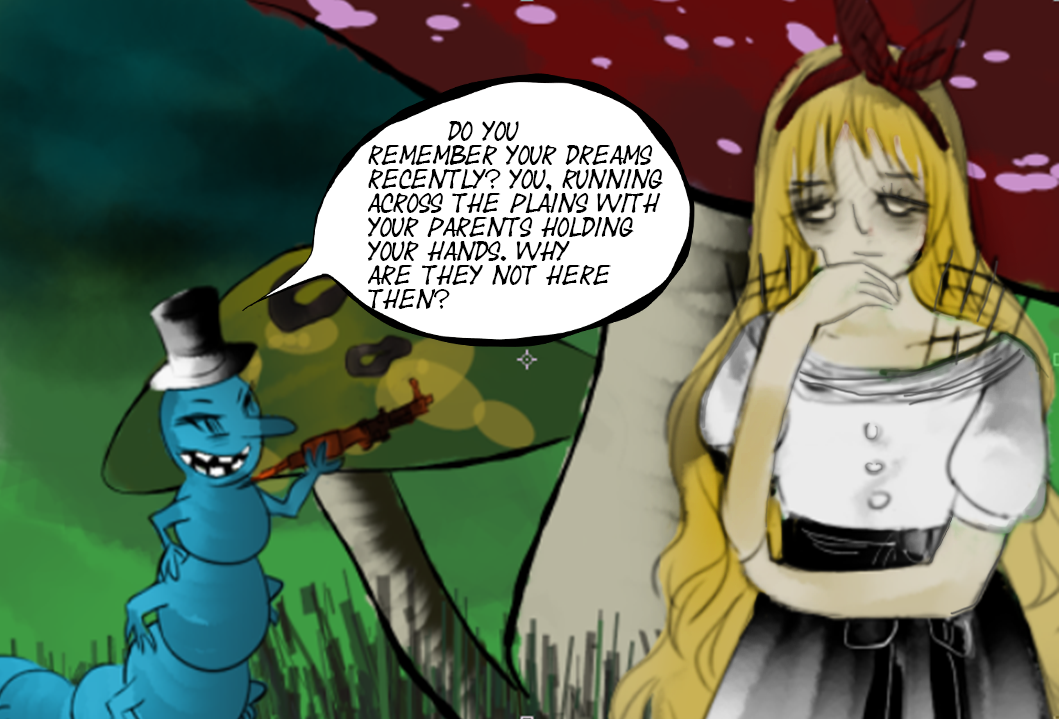 DO YOU
REMEMBER YOUR DREAMS
RECENTLY? YOU, RUNNING
ACROSS THE PLAINS WITH
YOUR PARENTS HOLDING
YOUR HANDS. WHY
ARE THEY NOT HERE
THEN?